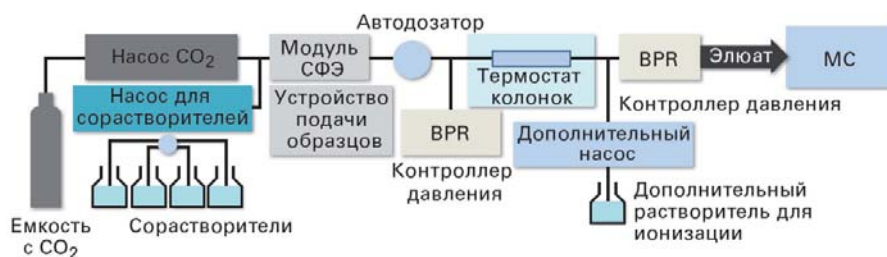 Автодозатор
Насос CO₂
Модуль
СФЭ
BPR
Элюат
МС
Термостат
колонок
Контроллер давления
Насос для
сорастворителей
Устройство
подачи
образцов
BPR
Контроллер
давления
Дополнительный
насос
Дополнительный
растворитель для
ионизации
Емкость
с CO₂
Сорастворители